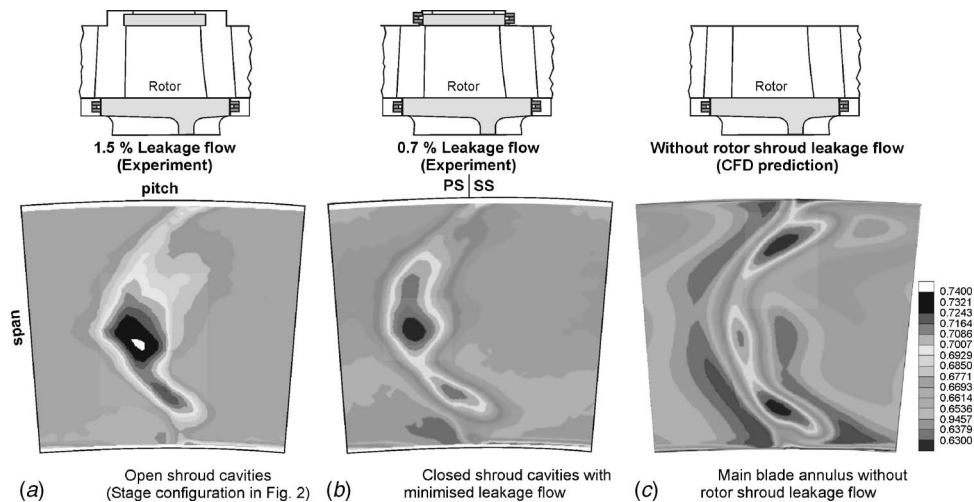 Rotor
Rotor
Rotor
1.5 % Leakage flow
(Experiment)
0.7 % Leakage flow
(Experiment)
Without rotor shroud leakage flow
(CFD prediction)
pitch
PS SS
span
0.7400
0.7321
0.7243
0.7164
0.7086
0.7007
0.6929
0.6850
0.6771
0.6693
0.6614
0.6536
0.9457
0.6379
0.6300
(a)
Open shroud cavities
(Stage configuration in Fig. 2)
(b)
Closed shroud cavities with
minimised leakage flow
(c)
Main blade annulus without
rotor shroud leakage flow